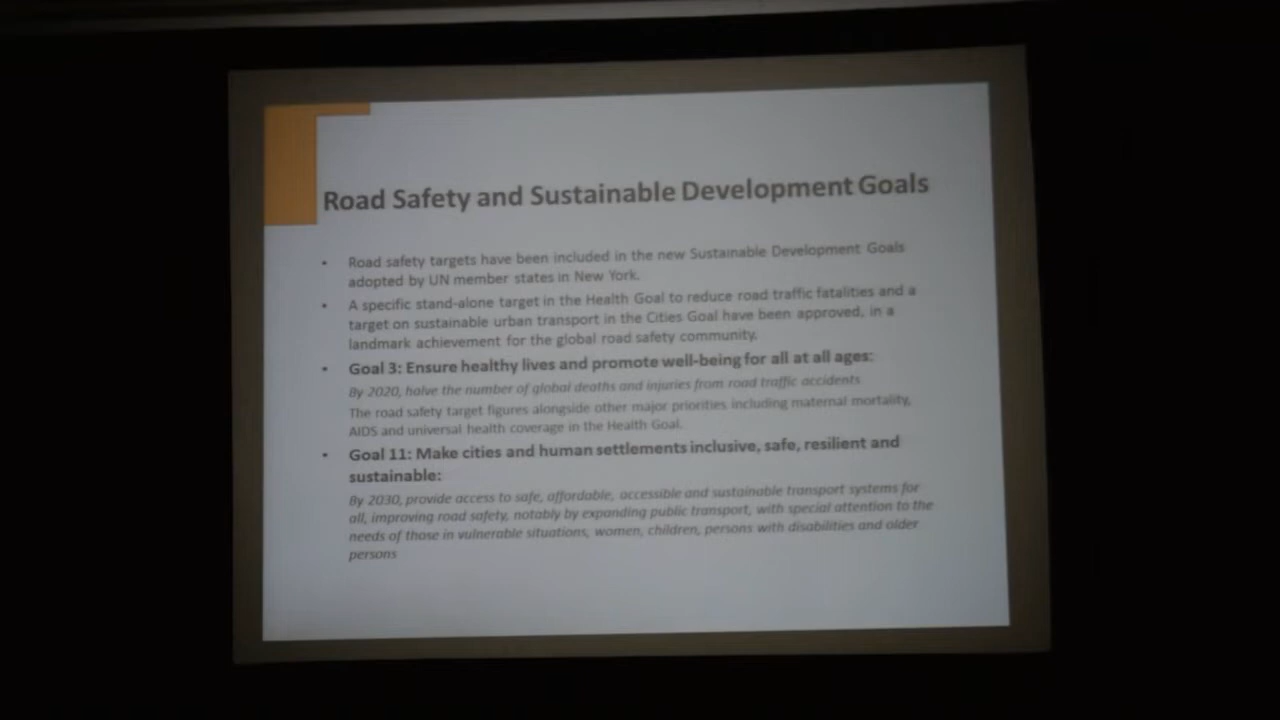 Road Safety and Sustainable Development Goals
• Road safety targets have been included in the new Sustainable Development Goals
adopted by UN member states in New York.
• A specific stand-alone target in the Health Goal to reduce road traffic fatalities and a
target on sustainable urban transport in the Cities Goal have been approved, in a
landmark achievement for the global road safety community.
• Goal 3: Ensure healthy lives and promote well-being for all at all ages:
By 2020, halve the number of global deaths and injuries from road traffic accidents
The road safety target figures alongside other major priorities including maternal mortality,
AIDS and universal health coverage in the Health Goal.
• Goal 11: Make cities and human settlements inclusive, safe, resilient and
sustainable:
By 2030, provide access to safe, affordable, accessible and sustainable transport systems for
all, improving road safety, notably by expanding public transport, with special attention to the
needs of those in vulnerable situations, women, children, persons with disabilities and older
persons